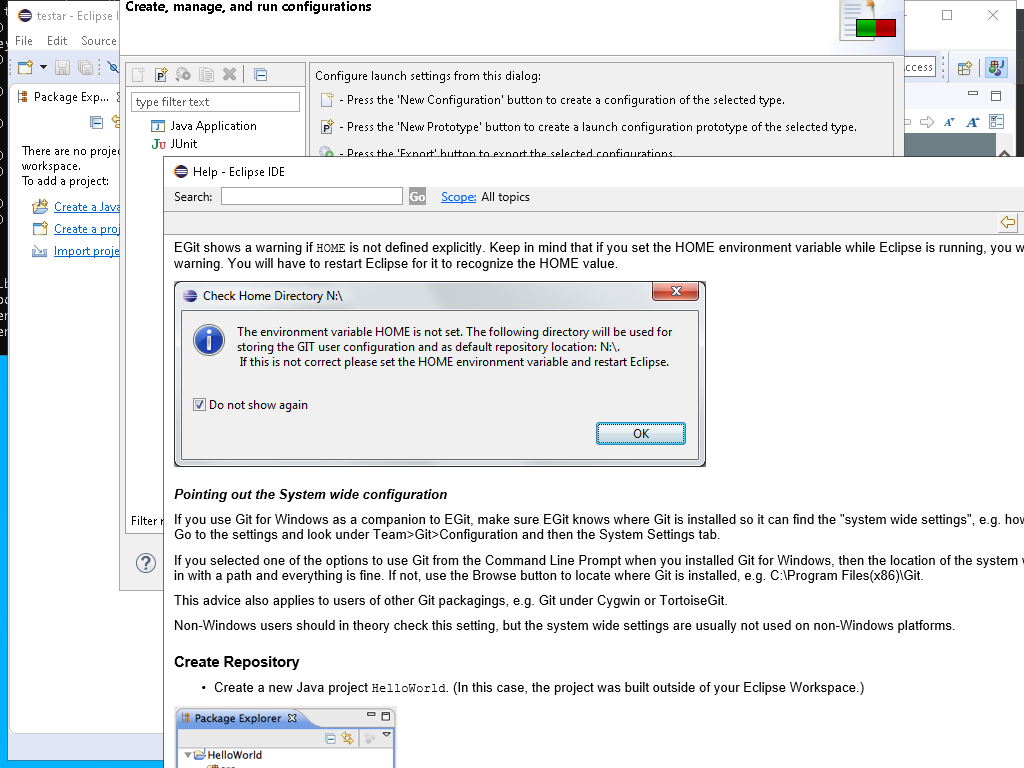 Create, manage, and run configurations
testar - Eclipse I
File Edit Source
Package Exp...
There are no projec
workspace.
To add a project:
Create a Java
Create a proj
Import proje
type filter text
Java Application
Ju JUnit
Filter
Configure launch settings from this dialog:
- Press the 'New Configuration' button to create a configuration of the selected type.
- Press the 'New Prototype' button to create a launch configuration prototype of the selected type.
- Press the 'Export' button to export the selected configurations.
ccess
Help - Eclipse IDE
Search: Go Scope: All topics
EGit shows a warning if HOME is not defined explicitly. Keep in mind that if you set the HOME environment variable while Eclipse is running, you w
warning. You will have to restart Eclipse for it to recognize the HOME value.
Check Home Directory N:\
The environment variable HOME is not set. The following directory will be used for
storing the GIT user configuration and as default repository location: N:\.
If this is not correct please set the HOME environment variable and restart Eclipse.
Do not show again
OK
Pointing out the System wide configuration
If you use Git for Windows as a companion to EGit, make sure EGit knows where Git is installed so it can find the "system wide settings", e.g. how
Go to the settings and look under Team>Git>Configuration and then the System Settings tab.
If you selected one of the options to use Git from the Command Line Prompt when you installed Git for Windows, then the location of the system w
in with a path and everything is fine. If not, use the Browse button to locate where Git is installed, e.g. C:\Program Files(x86)\Git.
This advice also applies to users of other Git packagings, e.g. Git under Cygwin or TortoiseGit.
Non-Windows users should in theory check this setting, but the system wide settings are usually not used on non-Windows platforms.
Create Repository
• Create a new Java project HelloWorld. (In this case, the project was built outside of your Eclipse Workspace.)
Package Explorer
HelloWorld